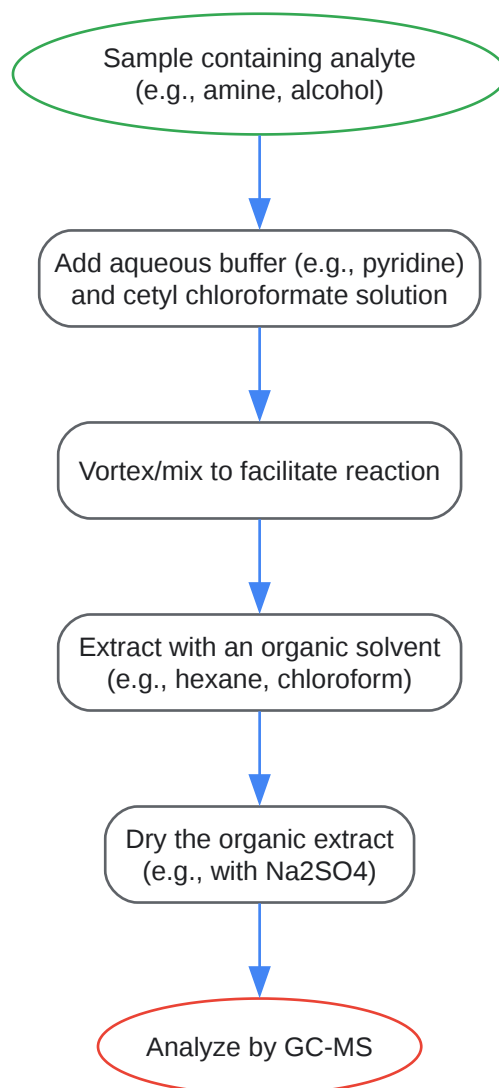 Sample containing analyte
(e.g., amine, alcohol)
Add aqueous buffer (e.g., pyridine)
and cetyl chloroformate solution
Vortex/mix to facilitate reaction
Extract with an organic solvent
(e.g., hexane, chloroform)
Dry the organic extract
(e.g., with Na2SO4)
Analyze by GC-MS